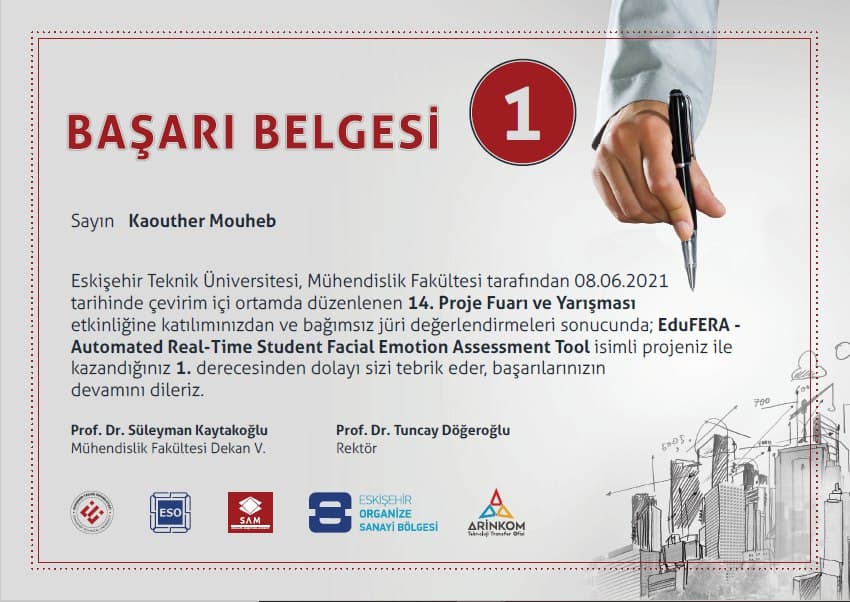 BAŞARI BELGESİ
1
Sayın Kaouther Mouheb
Eskişehir Teknik Üniversitesi, Mühendislik Fakültesi tarafından 08.06.2021
tarihinde çevirim içi ortamda düzenlenen 14. Proje Fuarı ve Yarışması
etkinliğine katılımınızdan ve bağımsız jüri değerlendirmeleri sonucunda; EduFERA -
Automated Real-Time Student Facial Emotion Assessment Tool isimli projeniz ile
kazandığınız 1. derecesinden dolayı sizi tebrik eder, başarılarınızın
devamını dileriz.
Prof. Dr. Süleyman Kaytakoğlu
Mühendislik Fakültesi Dekan V.
Prof. Dr. Tuncay Döğeroğlu
Rektör
ESO
SAM
ESKİŞEHİR
ORGANİZE
SANAYİ BÖLGESİ
ARİNKOM
Teknoloji Transfer Ofisi
700